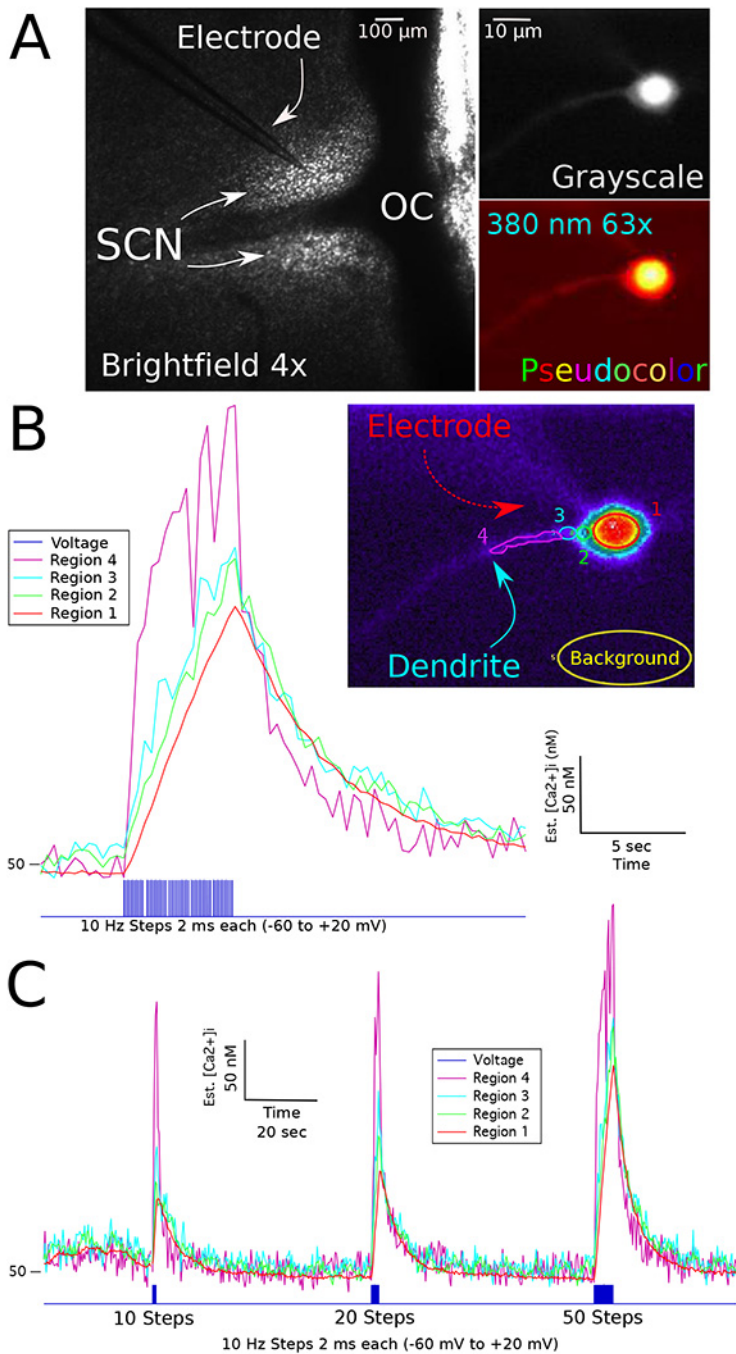 A
Electrode
100 µm
SCN
OC
Brightfield 4x
10 µm
Grayscale
380 nm 63x
Pseudocolor
B
Voltage
Region 4
Region 3
Region 2
Region 1
Electrode
1
2
3
4
Dendrite
5
Background
50
10 Hz Steps 2 ms each (-60 to +20 mV)
Est. [Ca2+]i (nM)
50 nM
5 sec
Time
C
Est. [Ca2+]i
50 nM
Time
20 sec
Voltage
Region 4
Region 3
Region 2
Region 1
50
10 Steps
20 Steps
50 Steps
10 Hz Steps 2 ms each (-60 mV to +20 mV)